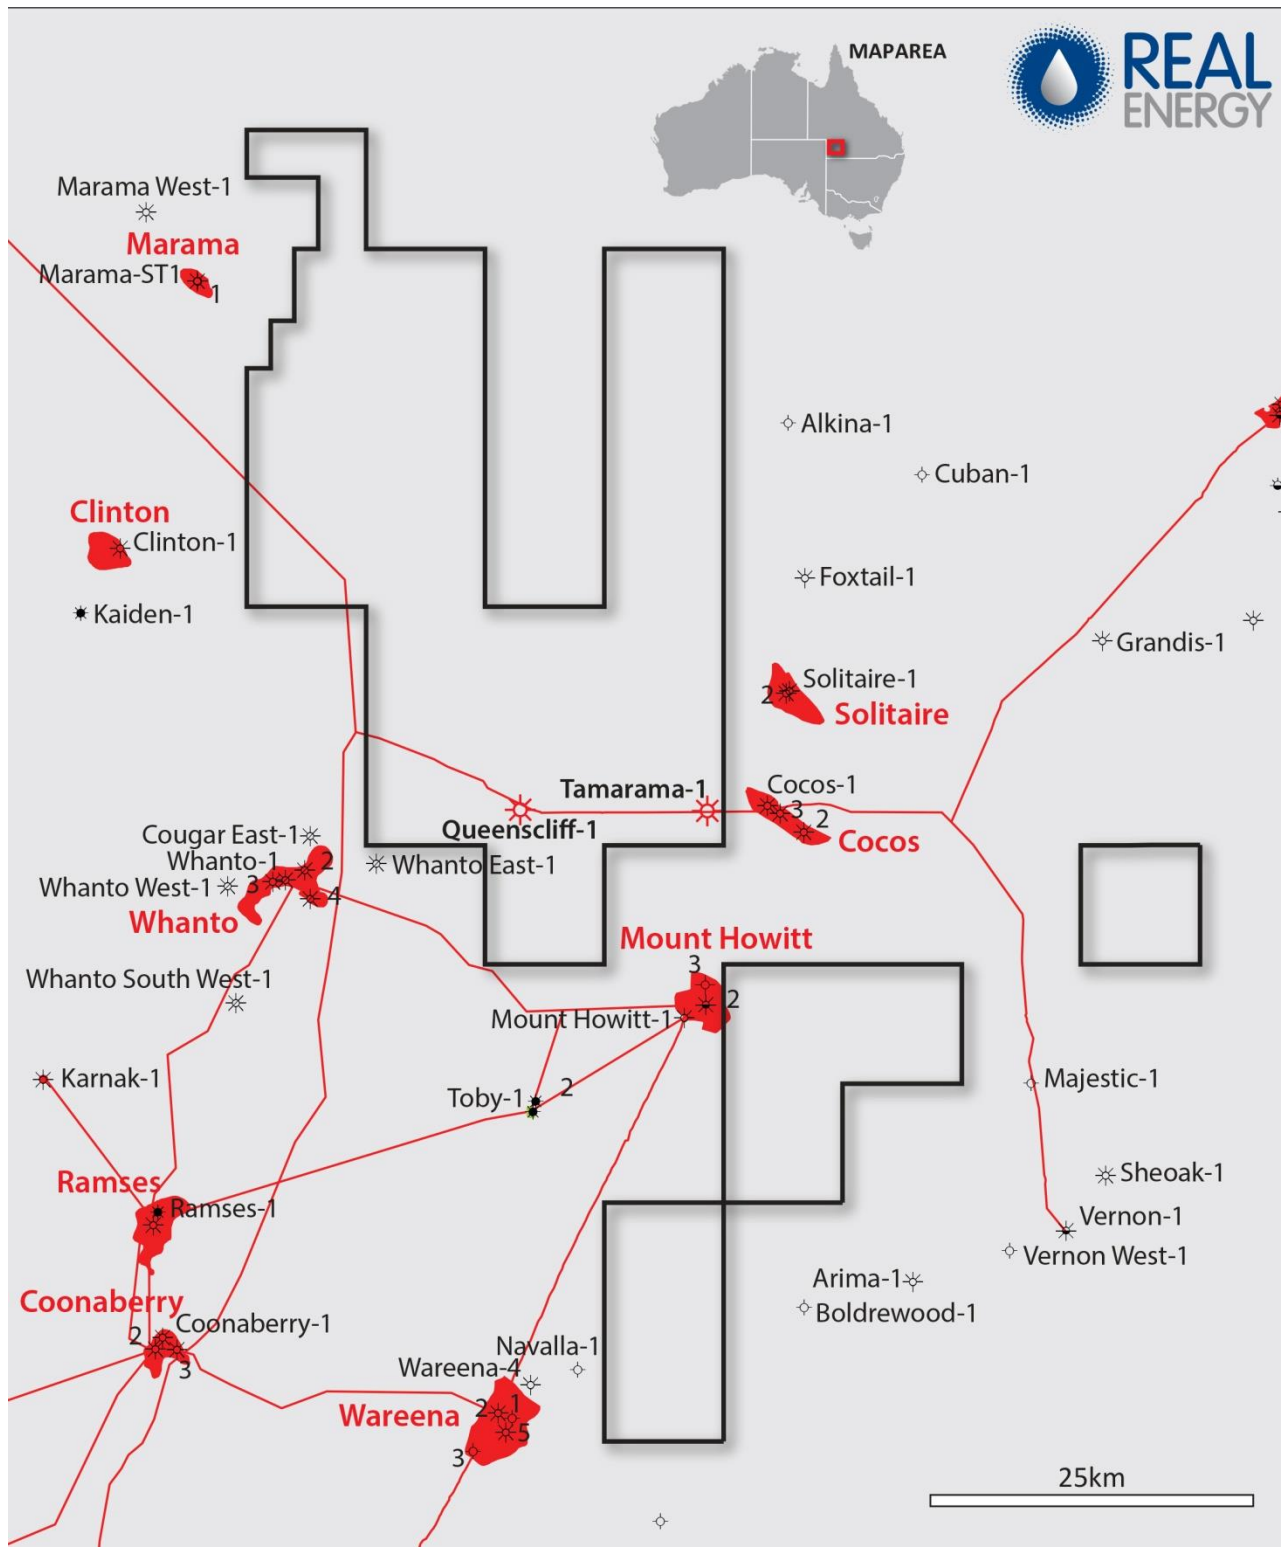 MAPAREA
REAL
ENERGY
Marama West-1
Marama
Marama-ST1
1
Alkina-1
Cuban-1
Clinton
Clinton-1
Foxtail-1
Kaiden-1
Grandis-1
Solitaire-1
2
Solitaire
Tamarama-1
Cocos-1
3
2
Queenscliff-1
Cocos
Cougar East-1
Whanto-1
2
Whanto East-1
Whanto West-1
3
4
Whanto
Mount Howitt
3
Whanto South West-1
2
Mount Howitt-1
Karnak-1
Toby-1
2
Majestic-1
Ramses
Ramses-1
Sheoak-1
Vernon-1
Vernon West-1
Arima-1
Boldrewood-1
Coonaberry
Coonaberry-1
2
3
Navalla-1
Wareena-4
2
1
Wareena
5
3
25km